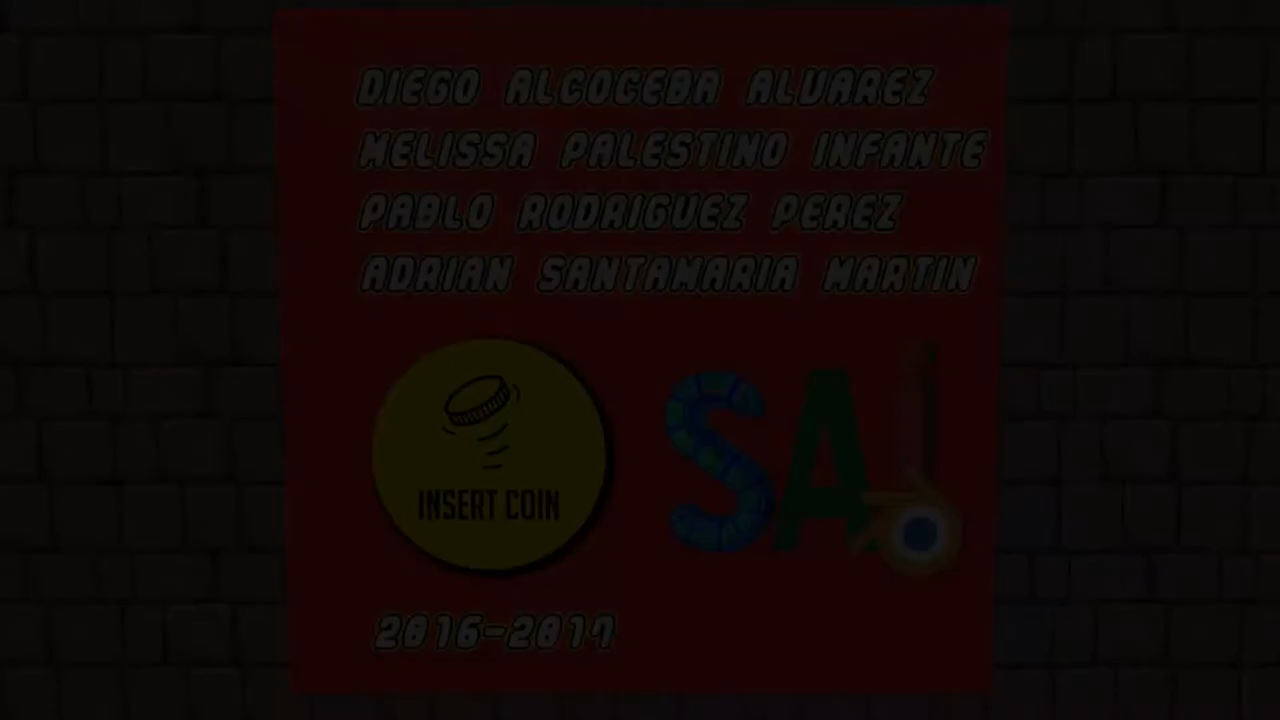 DIEGO ALCOCEBA ALVAREZ
MELISSA PALESTINO INFANTE
PABLO RODRIGUEZ PEREZ
ADRIAN SANTAMARIA MARTIN
INSERT COIN
SA!
2016-2017